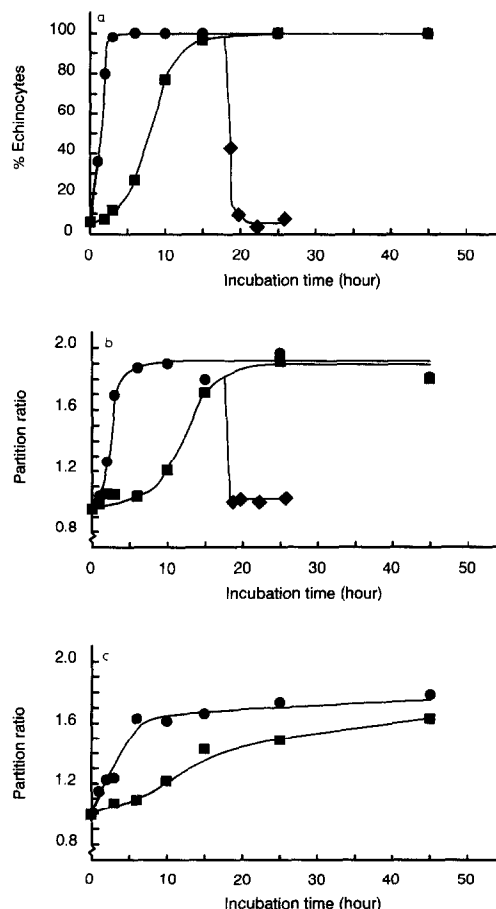 a
100
80
60
40
20
0
% Echinocytes
0 10 20 30 40 50
Incubation time (hour)
b
2.0
1.6
1.2
0.8
Partition ratio
0 10 20 30 40 50
Incubation time (hour)
c
2.0
1.6
1.2
0.8
Partition ratio
0 10 20 30 40 50
Incubation time (hour)